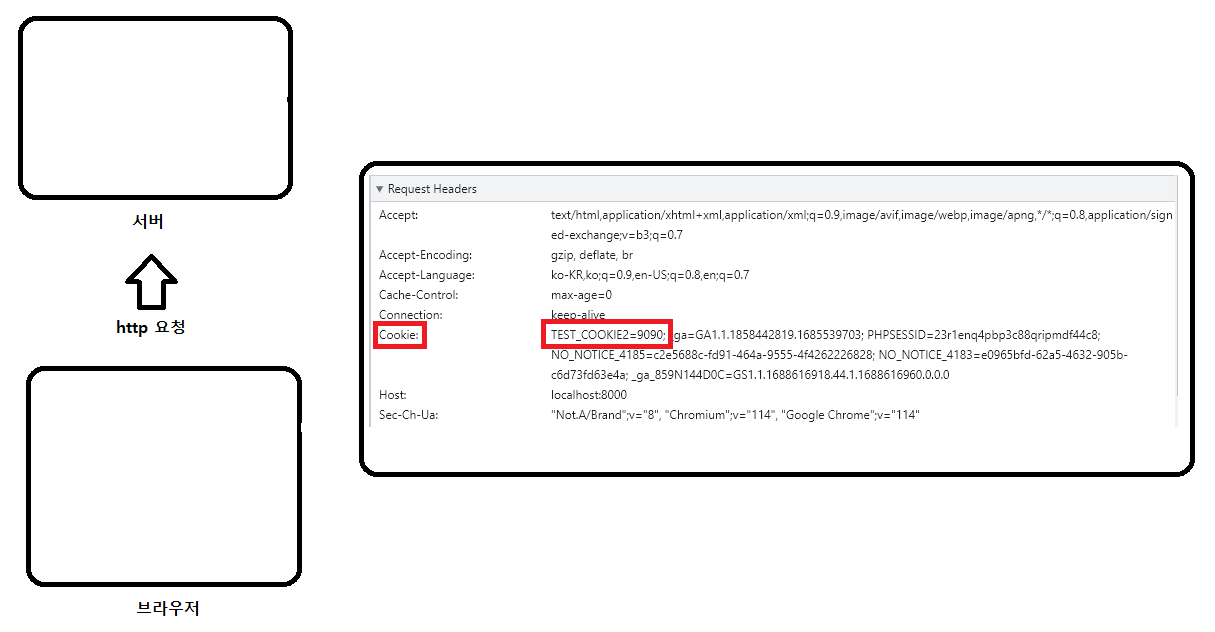 서버
http 요청
브라우저
▼ Request Headers
Accept: text/html,application/xhtml+xml,application/xml;q=0.9,image/avif,image/webp,image/apng,*/*;q=0.8,application/sign
ed-exchange;v=b3;q=0.7
Accept-Encoding: gzip, deflate, br
Accept-Language: ko-KR,ko;q=0.9,en-US;q=0.8,en;q=0.7
Cache-Control: max-age=0
Connection: keep-alive
Cookie: TEST_COOKIE2=9090; _ga=GA1.1.1858442819.1685539703; PHPSESSID=23r1enq4pbp3c88qripmdf44c8;
NO_NOTICE_4185=c2e5688c-fd91-464a-9555-4f4262226828; NO_NOTICE_4183=e0965bfd-62a5-4632-905b-
c6d73fd63e4a; _ga_859N144D0C=GS1.1.1688616918.44.1.1688616960.0.0.0
Host: localhost:8000
Sec-Ch-Ua: "Not.A/Brand";v="8", "Chromium";v="114", "Google Chrome";v="114"